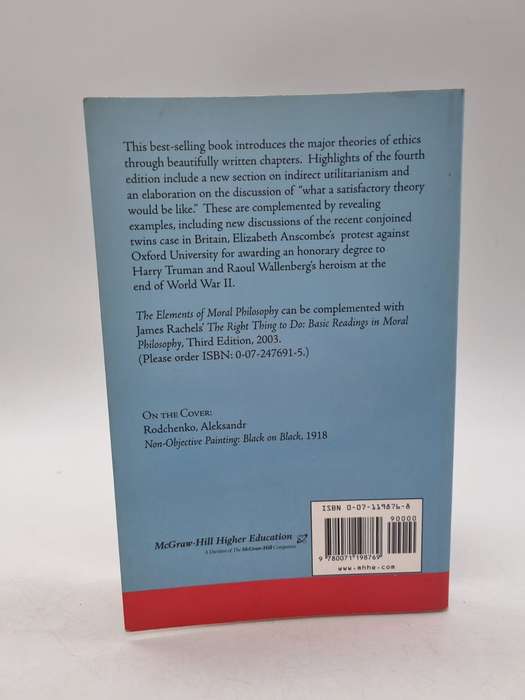 This best-selling book introduces the major theories of ethics
through beautifully written chapters. Highlights of the fourth
edition include a new section on indirect utilitarianism and
an elaboration on the discussion of "what a satisfactory theory
would be like." These are complemented by revealing
examples, including new discussions of the recent conjoined
twins case in Britain, Elizabeth Anscombe's protest against
Oxford University for awarding an honorary degree to
Harry Truman and Raoul Wallenberg's heroism at the
end of World War II.
The Elements of Moral Philosophy can be complemented with
James Rachels' The Right Thing to Do: Basic Readings in Moral
Philosophy, Third Edition, 2003.
(Please order ISBN: 0-07-247691-5.)
ON THE COVER:
Rodchenko, Aleksandr
Non-Objective Painting: Black on Black, 1918
McGraw-Hill Higher Education
A Division of The McGraw-Hill Companies
ISBN 0-07-119876-8
90000
9 780071 198769
www.mhhe.com